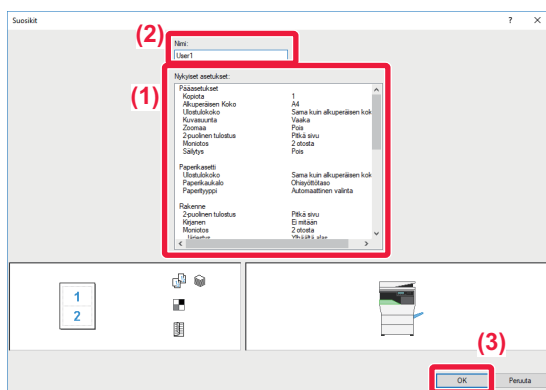 Suosikit ? ×
(2)
Nimi:
User1
(1)
Nykyiset asetukset:
Pääasetukset
Kopiota 1
Alkuperäisen Koko A4
Ulostulokoko Sama kuin alkuperäisen kok
Kuvasuunta Vaaka
Zoomaa Pois
2-puolinen tulostus Pitkä sivu
Moniotos 2 otosta
Säilytys Pois
Paperikasetti
Ulostulokoko Sama kuin alkuperäisen kok
Paperikaukalo Ohisyöttötaso
Paperityyppi Automaattinen valinta
Rakenne
2-puolinen tulostus Pitkä sivu
Kirjanen Ei mitään
Moniotos 2 otosta
Järjestys Ylhäältä alas
1
2
(3)
OK Peruuta